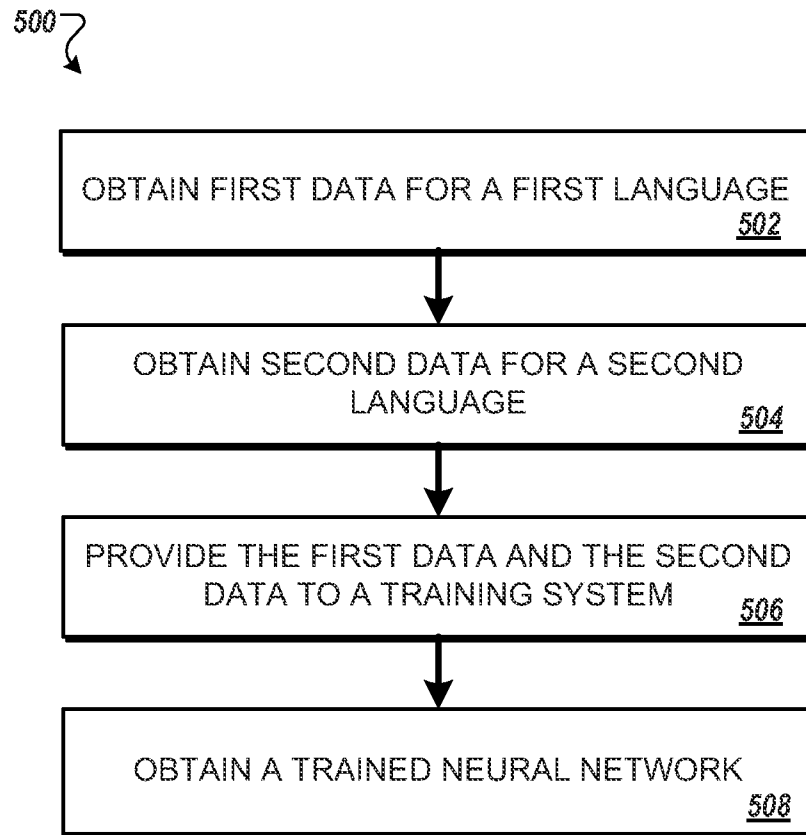 500
OBTAIN FIRST DATA FOR A FIRST LANGUAGE
502
OBTAIN SECOND DATA FOR A SECOND
LANGUAGE
504
PROVIDE THE FIRST DATA AND THE SECOND
DATA TO A TRAINING SYSTEM
506
OBTAIN A TRAINED NEURAL NETWORK
508